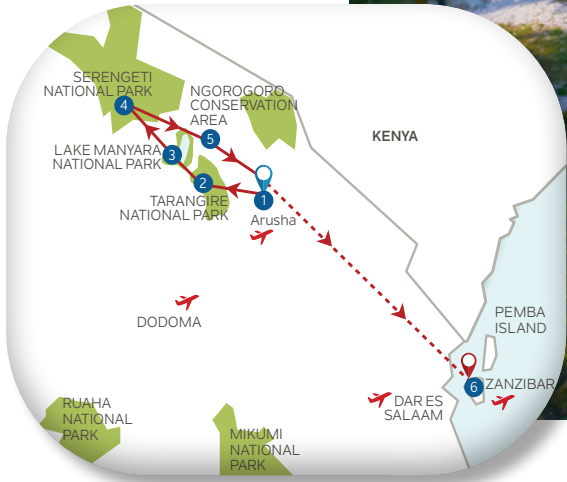 SERENGETI
NATIONAL PARK
4
NGOROGORO
CONSERVATION
AREA
5
KENYA
LAKE MANYARA
NATIONAL PARK
3
2
TARANGIRE
NATIONAL PARK
1
Arusha
DODOMA
PEMBA
ISLAND
6
ZANZIBAR
DAR ES
SALAAM
RUAHA
NATIONAL
PARK
MIKUMI
NATIONAL
PARK